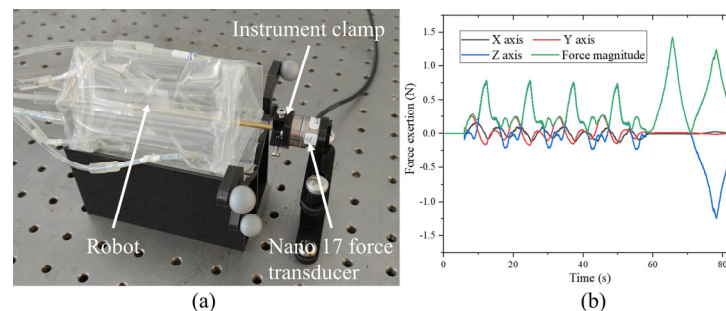 Instrument clamp
Robot
Nano 17 force
transducer
(a)
X axis Y axis
Z axis Force magnitude
Force exertion (N)
1.5
1.0
0.5
0.0
-0.5
-1.0
-1.5
0 20 40 60 80
Time (s)
(b)